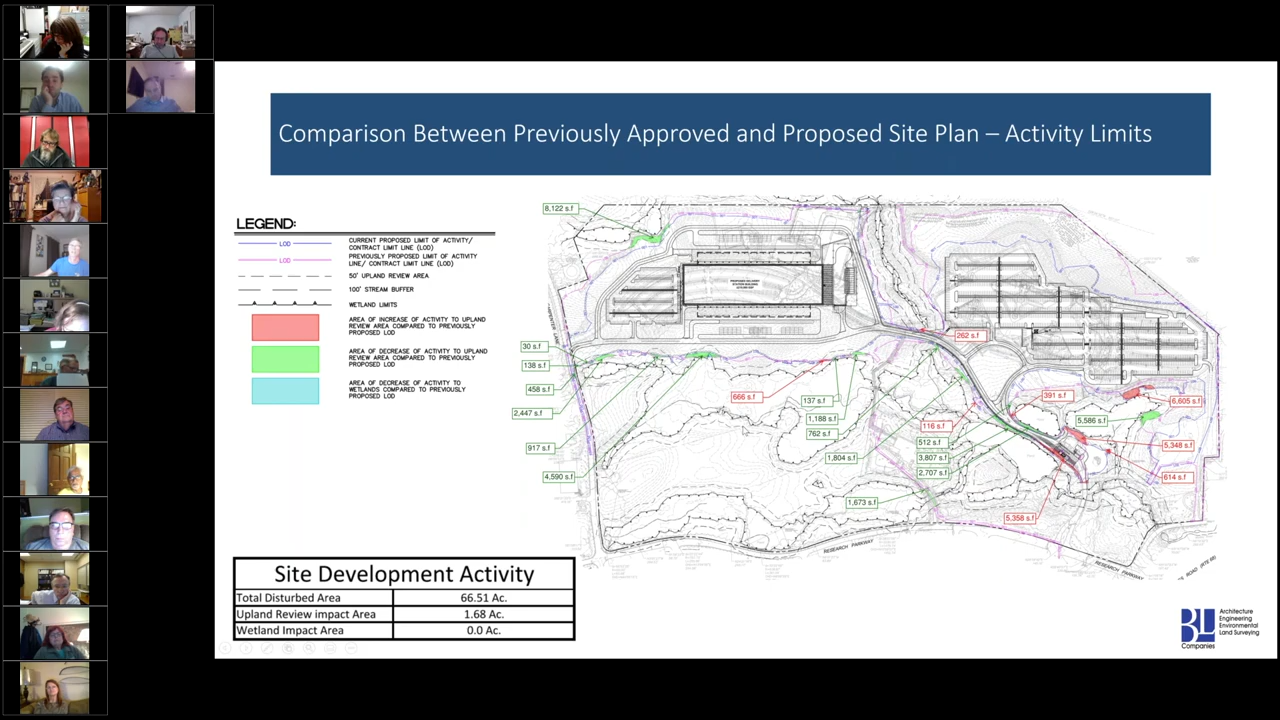 Comparison Between Previously Approved and Proposed Site Plan – Activity Limits
LEGEND:
LOD
CURRENT PROPOSED LIMIT OF ACTIVITY/
CONTRACT LIMIT LINE (LOD)
LOD
PREVIOUSLY PROPOSED LIMIT OF ACTIVITY
LINE/ CONTRACT LIMIT LINE (LOD)
50' UPLAND REVIEW AREA
100' STREAM BUFFER
WETLAND LIMITS
AREA OF INCREASE OF ACTIVITY TO UPLAND
REVIEW AREA COMPARED TO PREVIOUSLY
PROPOSED LOD
AREA OF DECREASE OF ACTIVITY TO UPLAND
REVIEW AREA COMPARED TO PREVIOUSLY
PROPOSED LOD
AREA OF DECREASE OF ACTIVITY TO
WETLANDS COMPARED TO PREVIOUSLY
PROPOSED LOD
8,122 s.f
30 s.f
138 s.f
458 s.f
2,447 s.f
917 s.f
4,590 s.f
666 s.f
137 s.f
1,188 s.f
762 s.f
1,804 s.f
1,673 s.f
262 s.f
116 s.f
512 s.f
3,807 s.f
2,707 s.f
391 s.f
5,586 s.f
6,605 s.f
5,348 s.f
614 s.f
5,358 s.f
RESEARCH PARKWAY
RESEARCH PARKWAY
Site Development Activity
Total Disturbed Area 66.51 Ac.
Upland Review impact Area 1.68 Ac.
Wetland Impact Area 0.0 Ac.
BL
Companies
Architecture
Engineering
Environmental
Land Surveying